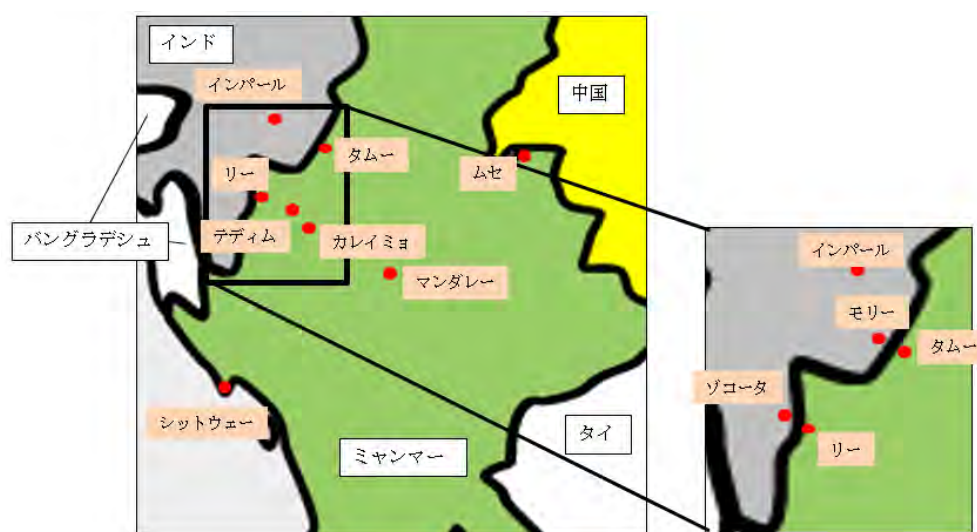 インド
インパール
中国
タムー
ムセ
リー
バングラデシュ
テディム
カレイミョ
マンダレー
シットウェー
ミャンマー
タイ
インパール
モリー
タムー
ゾコータ
リー